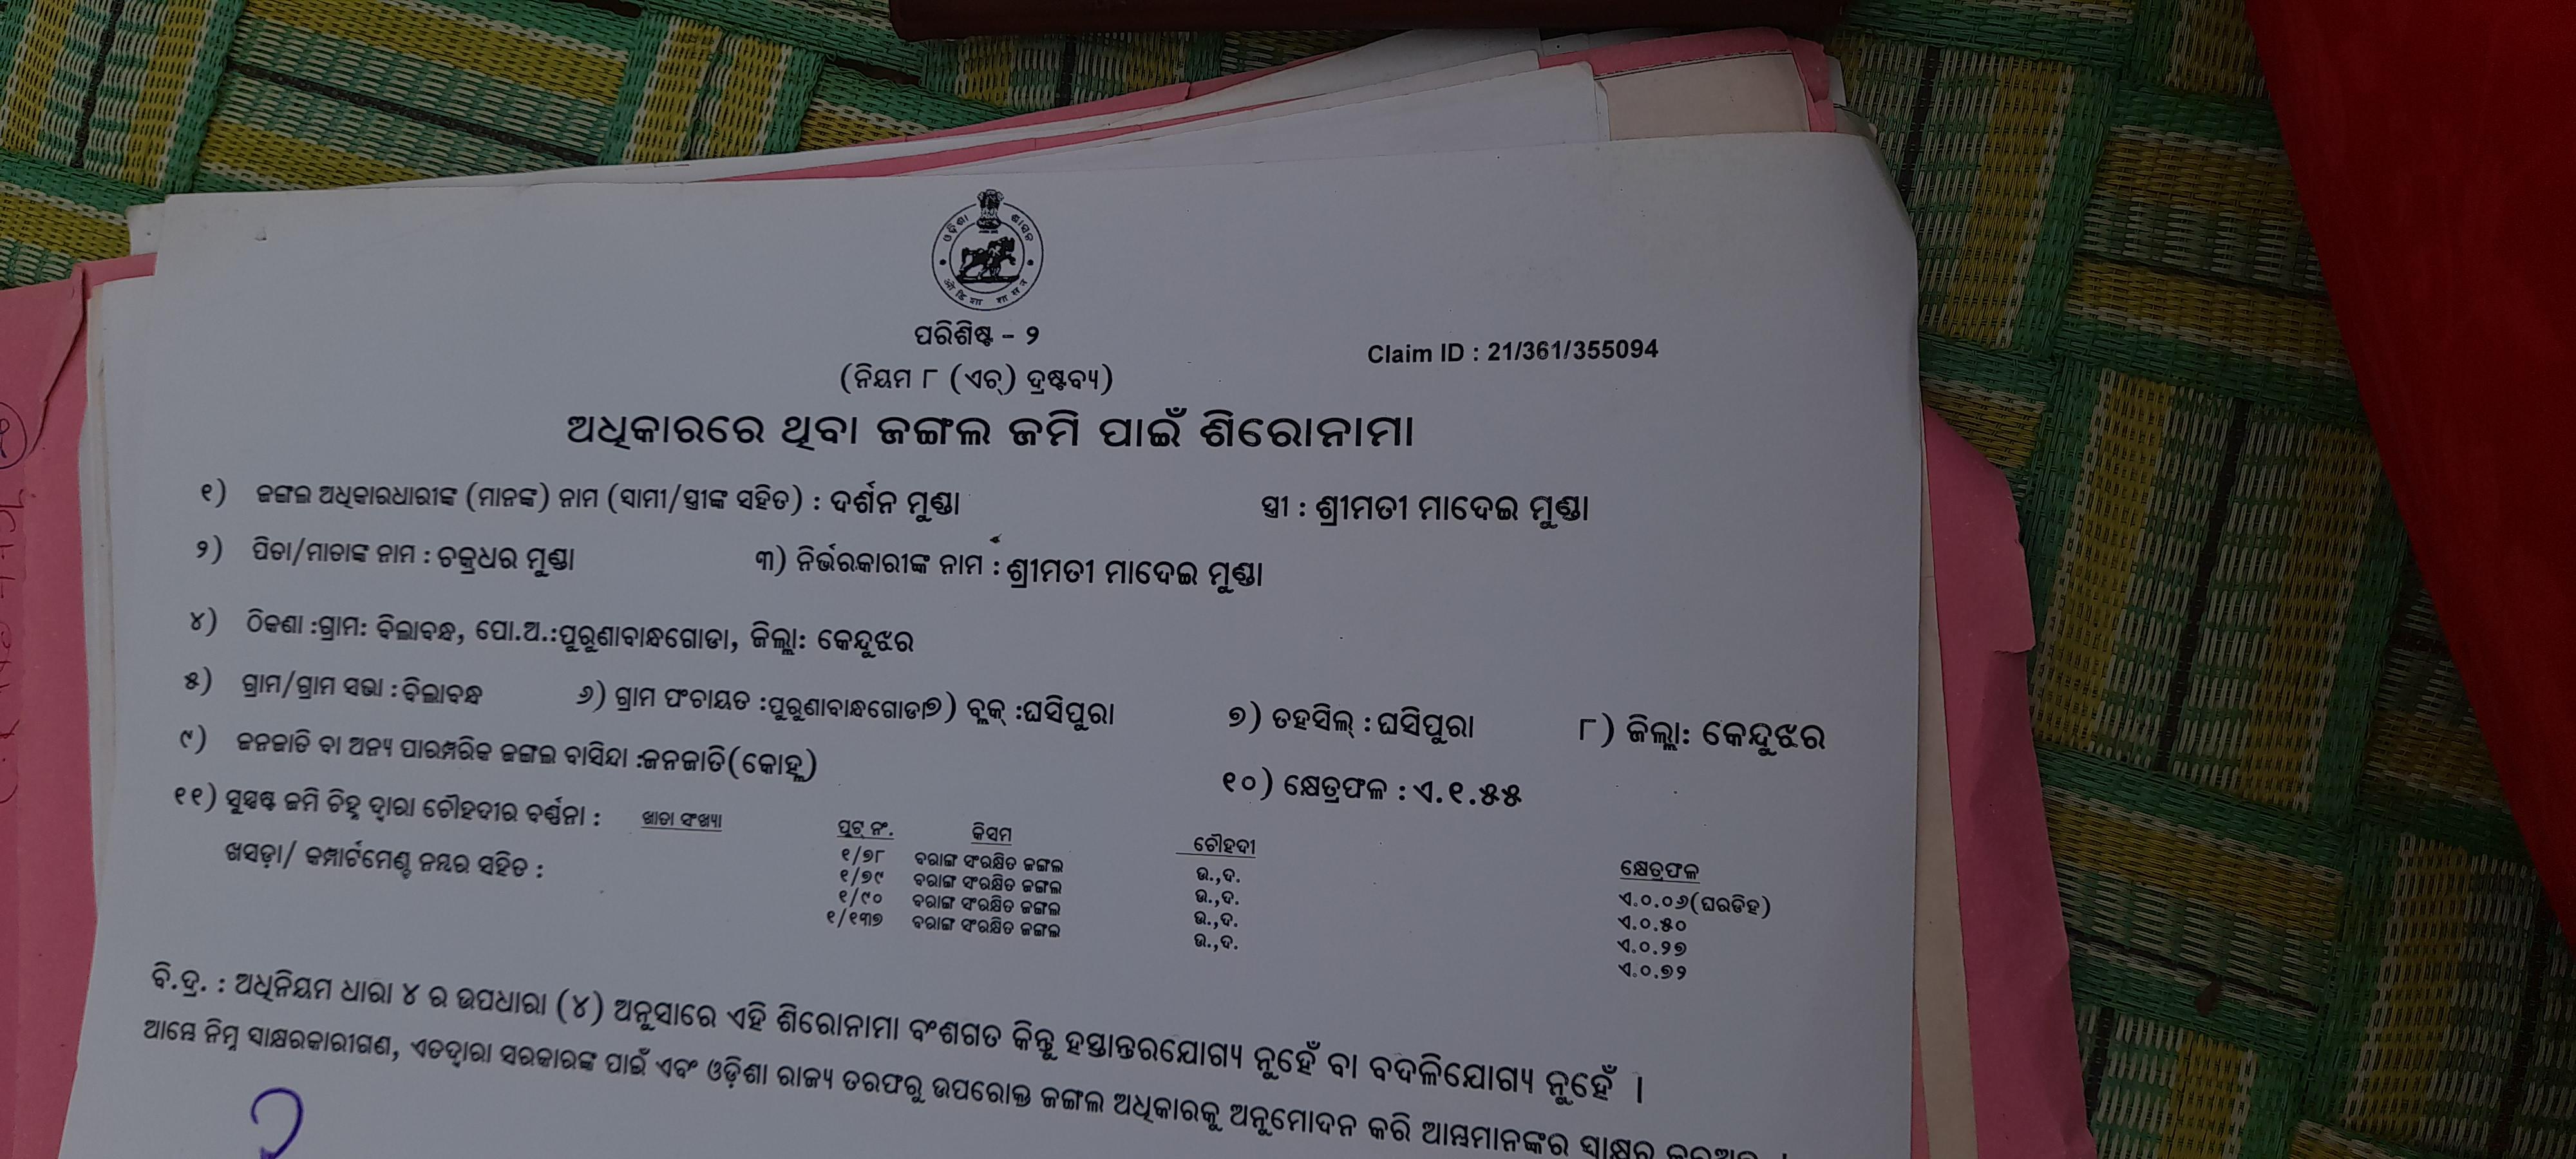 ଓଡ଼ିଶା ଶାସନ
ओड़िशा शासन
ପରିଶିଷ୍ଟ - ୨
Claim ID : 21/361/355094
(ନିୟମ ୮ (ଏଚ୍) ଦ୍ରଷ୍ଟବ୍ୟ)
ଅଧିକାରରେ ଥିବା ଜଙ୍ଗଲ ଜମି ପାଇଁ ଶିରୋନାମା
୧) ଜଙ୍ଗଲ ଅଧିକାରଧାରୀଙ୍କ (ମାନଙ୍କ) ନାମ (ସ୍ୱାମୀ/ସ୍ତ୍ରୀଙ୍କ ସହିତ) : ଦର୍ଶନ ମୁଣ୍ଡା ସ୍ତ୍ରୀ : ଶ୍ରୀମତୀ ମାଦେଇ ମୁଣ୍ଡା
୨) ପିତା/ମାତାଙ୍କ ନାମ : ଚକ୍ରଧର ମୁଣ୍ଡା ୩) ନିର୍ଭରକାରୀଙ୍କ ନାମ : ଶ୍ରୀମତୀ ମାଦେଇ ମୁଣ୍ଡା
୪) ଠିକଣା :ଗ୍ରାମ: ବିଲାବନ୍ଧ, ପୋ.ଅ.:ପୁରୁଣାବାନ୍ଧଗୋଡା, ଜିଲ୍ଲା: କେନ୍ଦୁଝର
୫) ଗ୍ରାମ/ଗ୍ରାମ ସଭା : ବିଲାବନ୍ଧ ୬) ଗ୍ରାମ ପଂଚାୟତ :ପୁରୁଣାବାନ୍ଧଗୋଡା ୭) ବ୍ଲକ୍ :ଘସିପୁରା ୭) ତହସିଲ୍ : ଘସିପୁରା ୮) ଜିଲ୍ଲା: କେନ୍ଦୁଝର
୯) ଜନଜାତି ବା ଅନ୍ୟ ପାରମ୍ପରିକ ଜଙ୍ଗଲ ବାସିନ୍ଦା :ଜନଜାତି(କୋହ୍ଲ) ୧୦) କ୍ଷେତ୍ରଫଳ : ଏ.୧.୫୫
୧୧) ସୁସ୍ପଷ୍ଟ ଜମି ଚିହ୍ନ ଦ୍ୱାରା ଚୌହଦୀର ବର୍ଣ୍ଣନା : ଖାତା ସଂଖ୍ୟା ପ୍ଲଟ୍ ନଂ. କିସମ ଚୌହଦୀ କ୍ଷେତ୍ରଫଳ
ଖସଡ଼ା/ କମ୍ପାର୍ଟମେଣ୍ଟ ନମ୍ବର ସହିତ :
୧/୭୮ ବରାଙ୍ଗ ସଂରକ୍ଷିତ ଜଙ୍ଗଲ ଉ.,ଦ. ଏ.୦.୦୬(ଘରଡିହ)
୧/୭୯ ବରାଙ୍ଗ ସଂରକ୍ଷିତ ଜଙ୍ଗଲ ଉ.,ଦ. ଏ.୦.୫୦
୧/୯୦ ବରାଙ୍ଗ ସଂରକ୍ଷିତ ଜଙ୍ଗଲ ଉ.,ଦ. ଏ.୦.୨୭
୧/୧୩୭ ବରାଙ୍ଗ ସଂରକ୍ଷିତ ଜଙ୍ଗଲ ଉ.,ଦ. ଏ.୦.୭୨
ବି.ଦ୍ର. : ଅଧିନିୟମ ଧାରା ୪ ର ଉପଧାରା (୪) ଅନୁସାରେ ଏହି ଶିରୋନାମା ବଂଶଗତ କିନ୍ତୁ ହସ୍ତାନ୍ତରଯୋଗ୍ୟ ନୁହେଁ ବା ବଦଳିଯୋଗ୍ୟ ନୁହେଁ ।
ଆମ୍ଭେ ନିମ୍ନ ସାକ୍ଷରକାରୀଗଣ, ଏତଦ୍ୱାରା ସରକାରଙ୍କ ପାଇଁ ଏବଂ ଓଡ଼ିଶା ରାଜ୍ୟ ତରଫରୁ ଉପରୋକ୍ତ ଜଙ୍ଗଲ ଅଧିକାରକୁ ଅନୁମୋଦନ କରି ଆମ୍ଭମାନଙ୍କର ସ୍ୱାକ୍ଷର